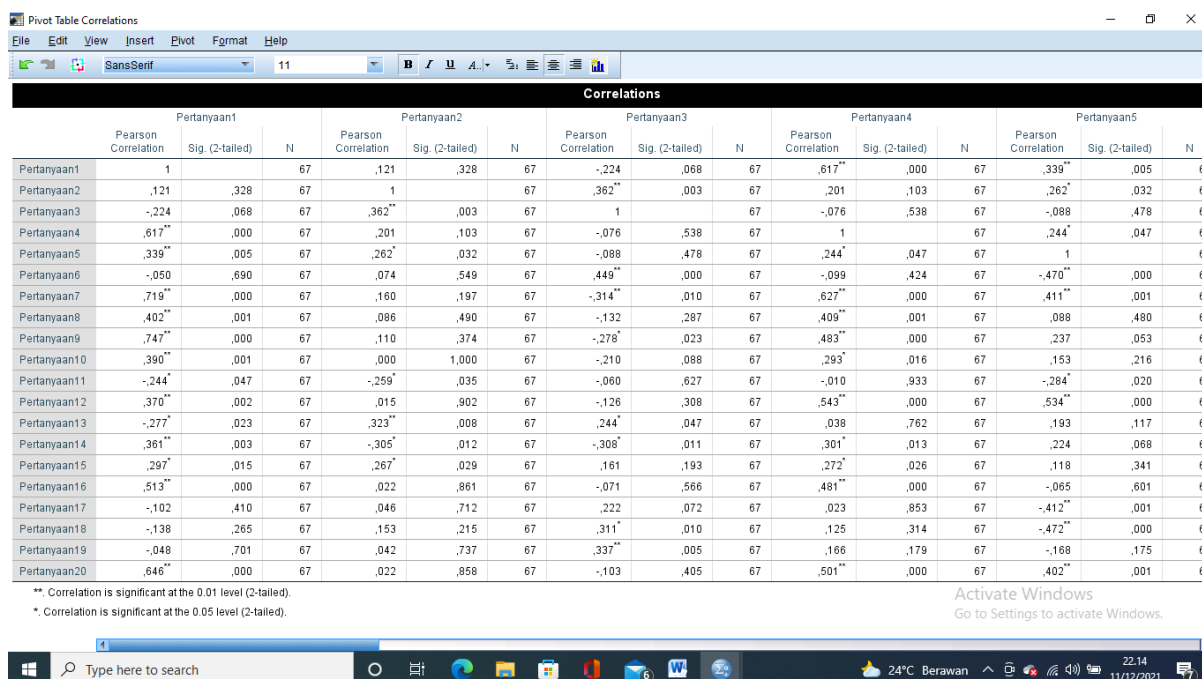 Pivot Table Correlations
File Edit View Insert Pivot Format Help
SansSerif 11 B I U A..
Correlations
Pertanyaan1 Pertanyaan2 Pertanyaan3 Pertanyaan4 Pertanyaan5
Pearson Correlation Sig. (2-tailed) N Pearson Correlation Sig. (2-tailed) N Pearson Correlation Sig. (2-tailed) N Pearson Correlation Sig. (2-tailed) N Pearson Correlation Sig. (2-tailed) N
Pertanyaan1 1 67 ,121 ,328 67 -,224 ,068 67 ,617** ,000 67 ,339** ,005
Pertanyaan2 ,121 ,328 67 1 67 ,362** ,003 67 ,201 ,103 67 ,262* ,032
Pertanyaan3 -,224 ,068 67 ,362** ,003 67 1 67 -,076 ,538 67 -,088 ,478
Pertanyaan4 ,617** ,000 67 ,201 ,103 67 -,076 ,538 67 1 67 ,244* ,047
Pertanyaan5 ,339** ,005 67 ,262* ,032 67 -,088 ,478 67 ,244* ,047 67 1
Pertanyaan6 -,050 ,690 67 ,074 ,549 67 ,449** ,000 67 -,099 ,424 67 -,470** ,000
Pertanyaan7 ,719** ,000 67 ,160 ,197 67 -,314** ,010 67 ,627** ,000 67 ,411** ,001
Pertanyaan8 ,402** ,001 67 ,086 ,490 67 -,132 ,287 67 ,409** ,001 67 ,088 ,480
Pertanyaan9 ,747** ,000 67 ,110 ,374 67 -,278* ,023 67 ,483** ,000 67 ,237 ,053
Pertanyaan10 ,390** ,001 67 ,000 1,000 67 -,210 ,088 67 ,293* ,016 67 ,153 ,216
Pertanyaan11 -,244* ,047 67 -,259* ,035 67 -,060 ,627 67 -,010 ,933 67 -,284* ,020
Pertanyaan12 ,370** ,002 67 ,015 ,902 67 -,126 ,308 67 ,543** ,000 67 ,534** ,000
Pertanyaan13 -,277* ,023 67 ,323** ,008 67 ,244* ,047 67 ,038 ,762 67 ,193 ,117
Pertanyaan14 ,361** ,003 67 -,305* ,012 67 -,308* ,011 67 ,301* ,013 67 ,224 ,068
Pertanyaan15 ,297* ,015 67 ,267* ,029 67 ,161 ,193 67 ,272* ,026 67 ,118 ,341
Pertanyaan16 ,513** ,000 67 ,022 ,861 67 -,071 ,566 67 ,481** ,000 67 -,065 ,601
Pertanyaan17 -,102 ,410 67 ,046 ,712 67 ,222 ,072 67 ,023 ,853 67 -,412** ,001
Pertanyaan18 -,138 ,265 67 ,153 ,215 67 ,311* ,010 67 ,125 ,314 67 -,472** ,000
Pertanyaan19 -,048 ,701 67 ,042 ,737 67 ,337** ,005 67 ,166 ,179 67 -,168 ,175
Pertanyaan20 ,646** ,000 67 ,022 ,858 67 -,103 ,405 67 ,501** ,000 67 ,402** ,001
**. Correlation is significant at the 0.01 level (2-tailed).
*. Correlation is significant at the 0.05 level (2-tailed).
Activate Windows
Go to Settings to activate Windows.
Type here to search 24°C Berawan 22.14
11/12/2021